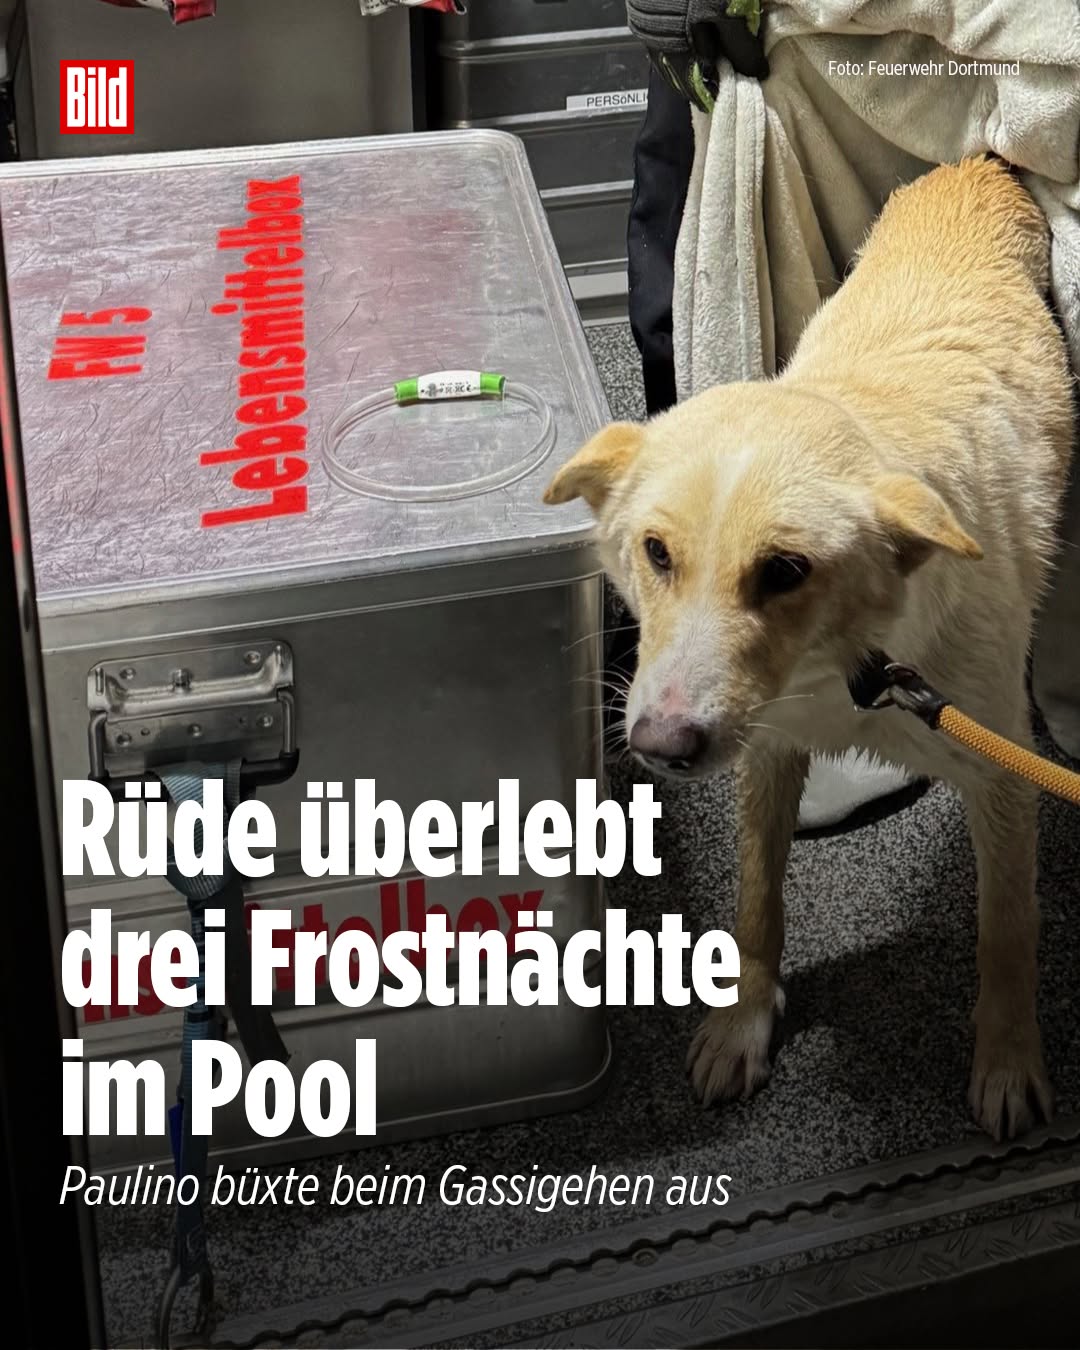 Bild
Foto: Feuerwehr Dortmund
PERSöNLI
FW 5
Lebensmittelbox
Rüde überlebt
drei Frostnächte
im Pool
Paulino büxte beim Gassigehen aus